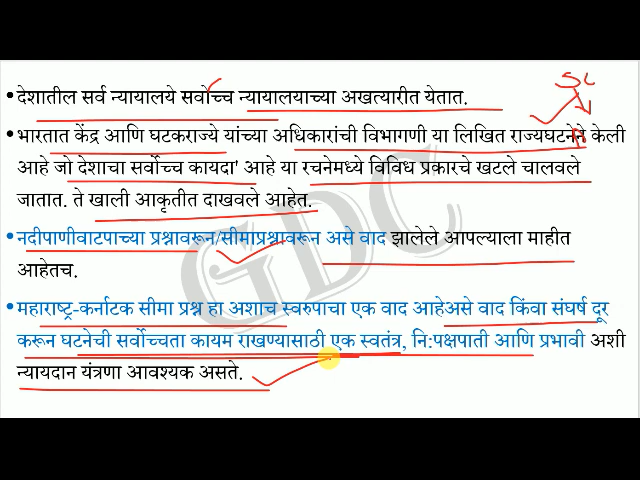 • देशातील सर्व न्यायालये सर्वोच्च न्यायालयाच्या अखत्यारीत येतात.
SC
• भारतात केंद्र आणि घटकराज्ये यांच्या अधिकारांची विभागणी या लिखित राज्यघटनेने केली
आहे जो देशाचा सर्वोच्च कायदा' आहे या रचनेमध्ये विविध प्रकारचे खटले चालवले
जातात. ते खाली आकृतीत दाखवले आहेत.
• नदीपाणीवाटपाच्या प्रश्नावरून/सीमाप्रश्नावरून असे वाद झालेले आपल्याला माहीत
आहेतच.
• महाराष्ट्र-कर्नाटक सीमा प्रश्न हा अशाच स्वरुपाचा एक वाद आहेअसे वाद किंवा संघर्ष दूर
करून घटनेची सर्वोच्चता कायम राखण्यासाठी एक स्वतंत्र, नि:पक्षपाती आणि प्रभावी अशी
न्यायदान यंत्रणा आवश्यक असते.
GDC